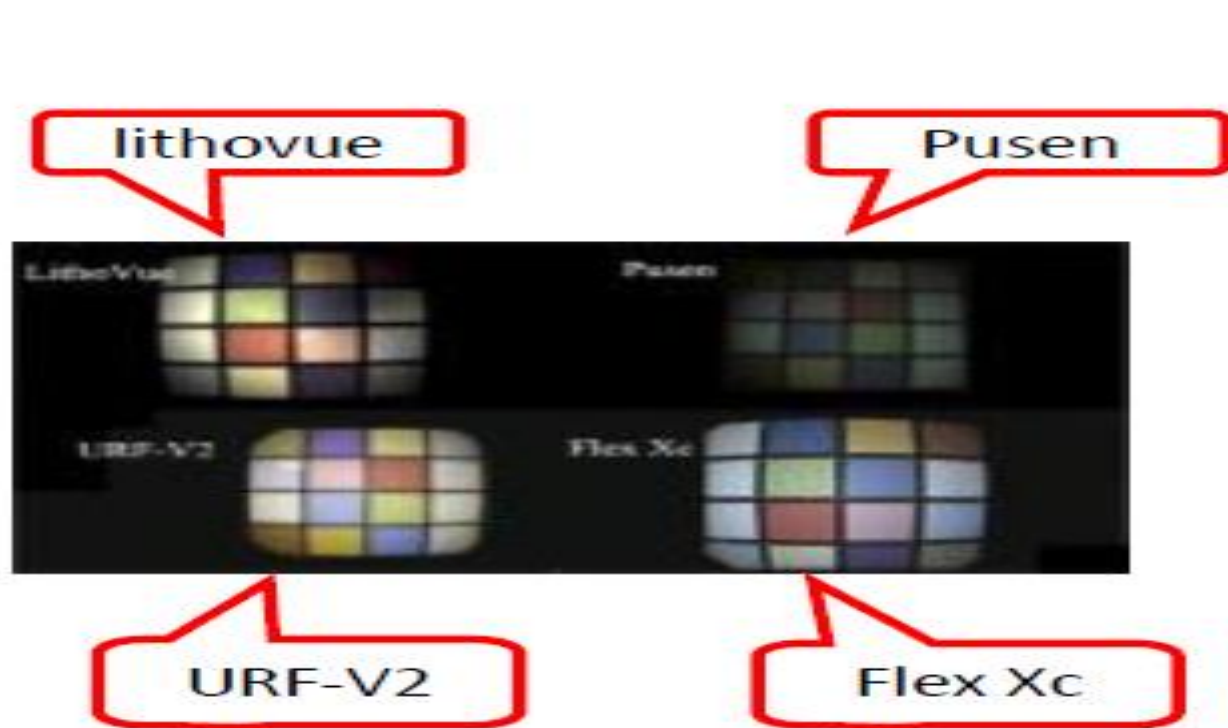 lithovue
Pusen
LithoVue
Pusen
URF-V2
Flex Xc
URF-V2
Flex Xc